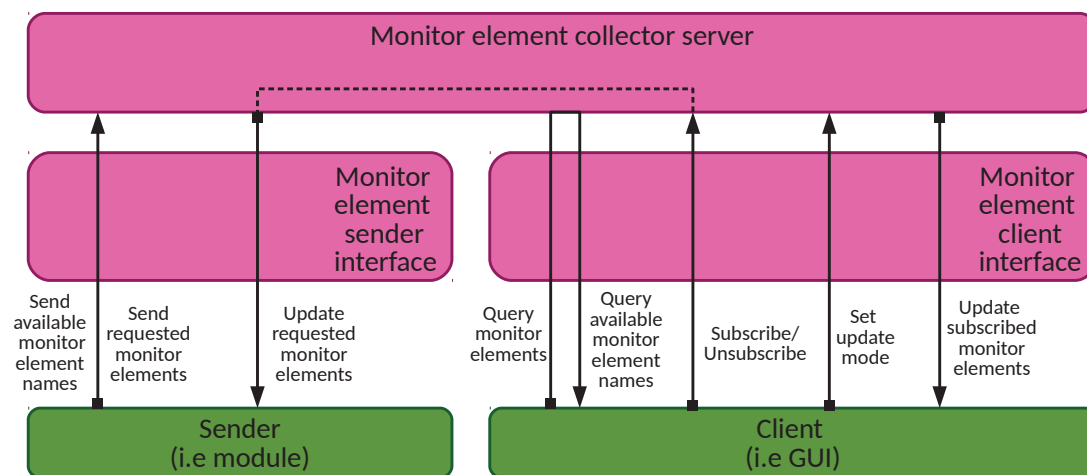 Monitor element collector server
Monitor
element
sender
interface
Monitor
element
client
interface
Send
available
monitor
element
names
Send
requested
monitor
elements
Update
requested
monitor
elements
Query
monitor
elements
Query
available
monitor
element
names
Subscribe/
Unsubscribe
Set
update
mode
Update
subscribed
monitor
elements
Sender
(i.e module)
Client
(i.e GUI)